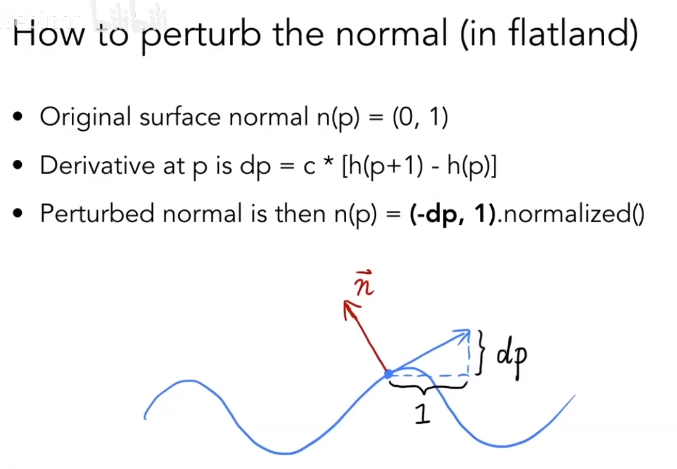 How to perturb the normal (in flatland)
• Original surface normal n(p) = (0, 1)
• Derivative at p is dp = c * [h(p+1) - h(p)]
• Perturbed normal is then n(p) = (-dp, 1).normalized()
n⃗
dp
1